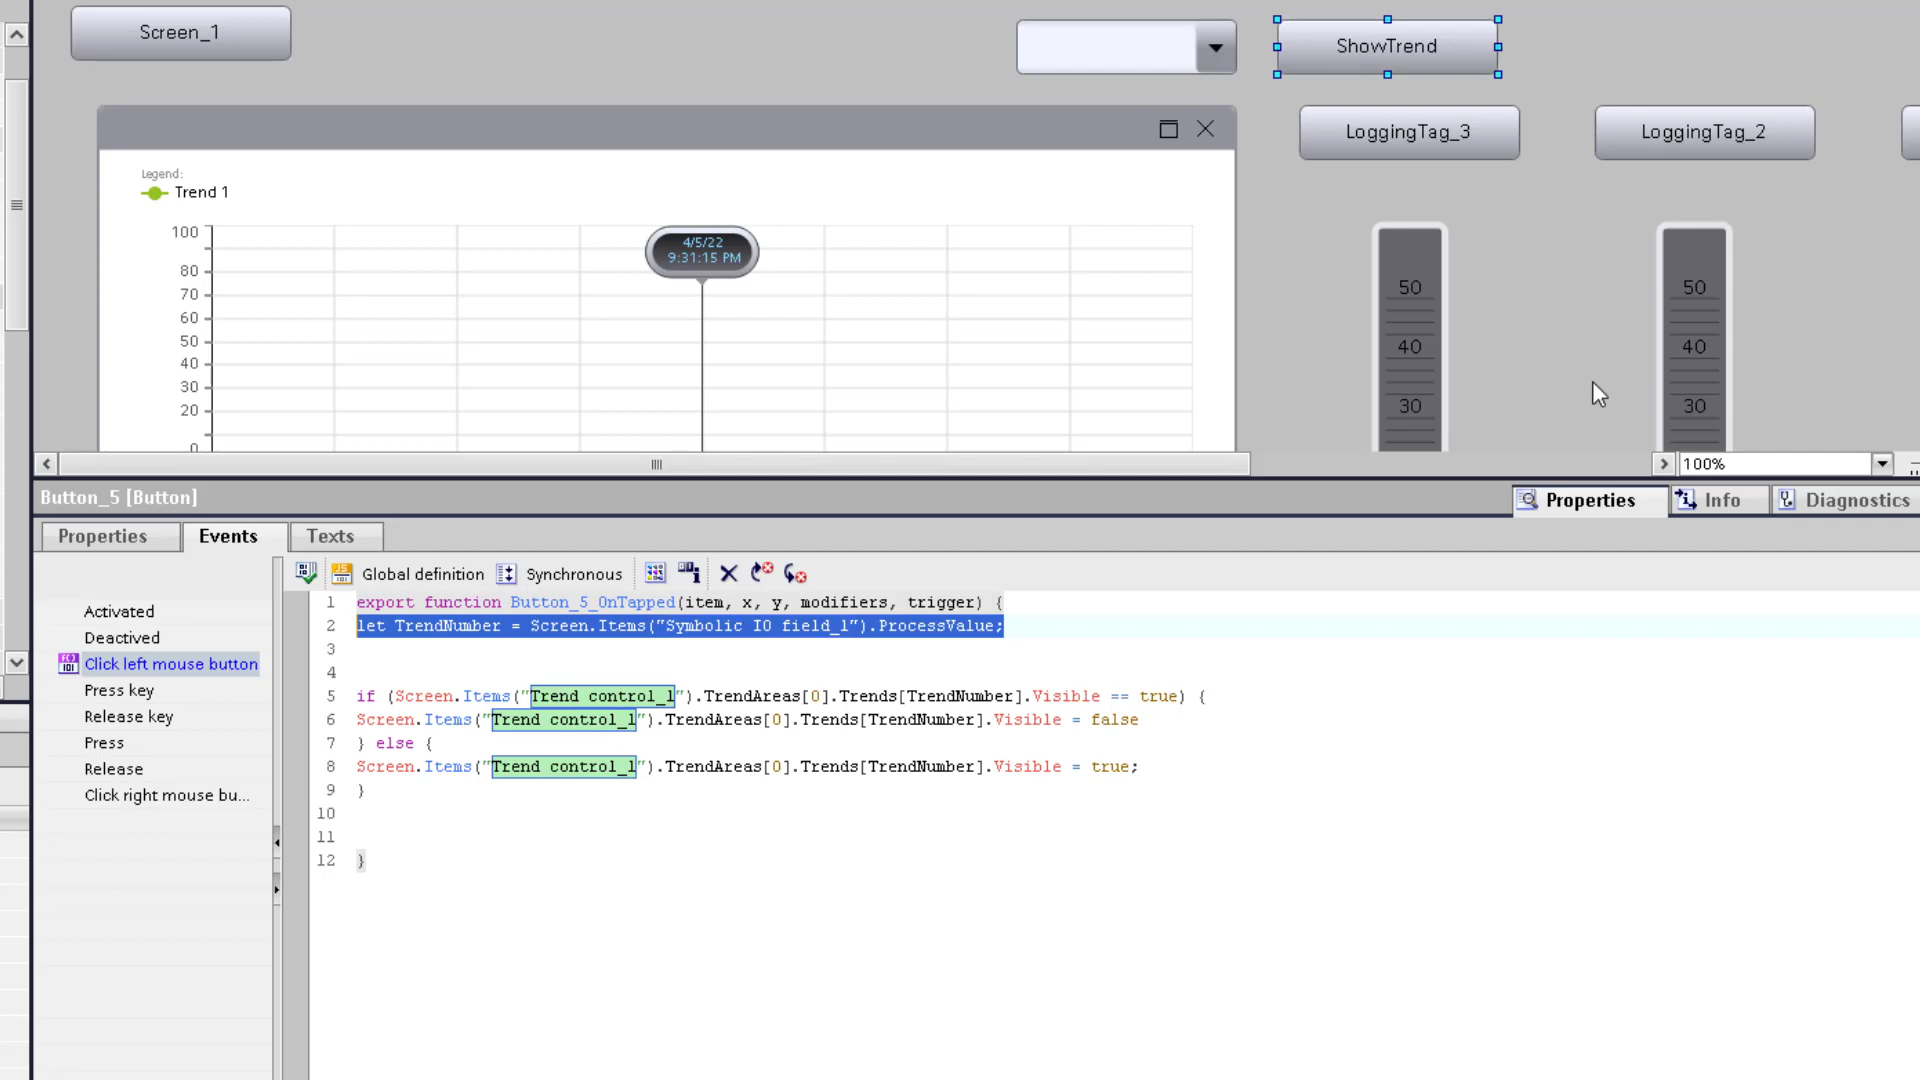 Screen_1
ShowTrend
LoggingTag_3
LoggingTag_2
Legend:
Trend 1
100
80
70
60
50
40
30
20
0
4/5/22
9:31:15 PM
50
40
30
50
40
30
100%
Button_5 [Button]
Properties
Info
Diagnostics
Properties
Events
Texts
Global definition
Synchronous
Activated
Deactived
Click left mouse button
Press key
Release key
Press
Release
Click right mouse bu...
1 export function Button_5_OnTapped(item, x, y, modifiers, trigger) {
2 let TrendNumber = Screen.Items("Symbolic IO field_1").ProcessValue;
3
4
5 if (Screen.Items("Trend control_1").TrendAreas[0].Trends[TrendNumber].Visible == true) {
6 Screen.Items("Trend control_1").TrendAreas[0].Trends[TrendNumber].Visible = false
7 } else {
8 Screen.Items("Trend control_1").TrendAreas[0].Trends[TrendNumber].Visible = true;
9 }
10
11
12 }